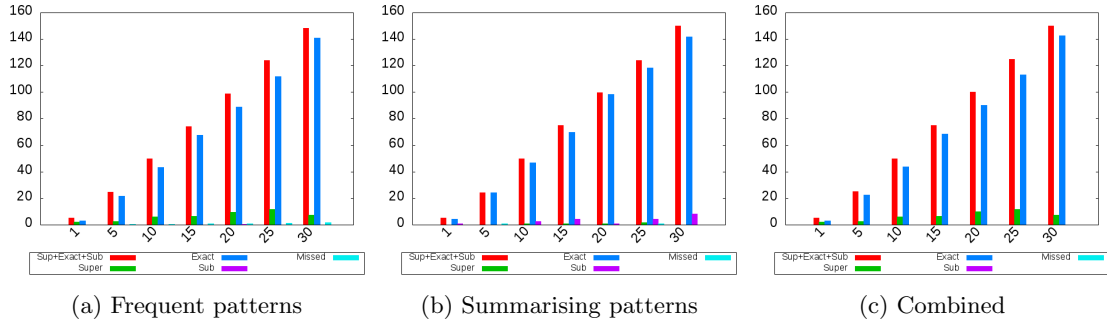 160
140
120
100
80
60
40
20
0
1
5
10
15
20
25
30
Sup+Exact+Sub
Exact
Missed
Super
Sub
(a) Frequent patterns
160
140
120
100
80
60
40
20
0
1
5
10
15
20
25
30
Sup+Exact+Sub
Exact
Missed
Super
Sub
(b) Summarising patterns
160
140
120
100
80
60
40
20
0
1
5
10
15
20
25
30
Sup+Exact+Sub
Exact
Missed
Super
Sub
(c) Combined